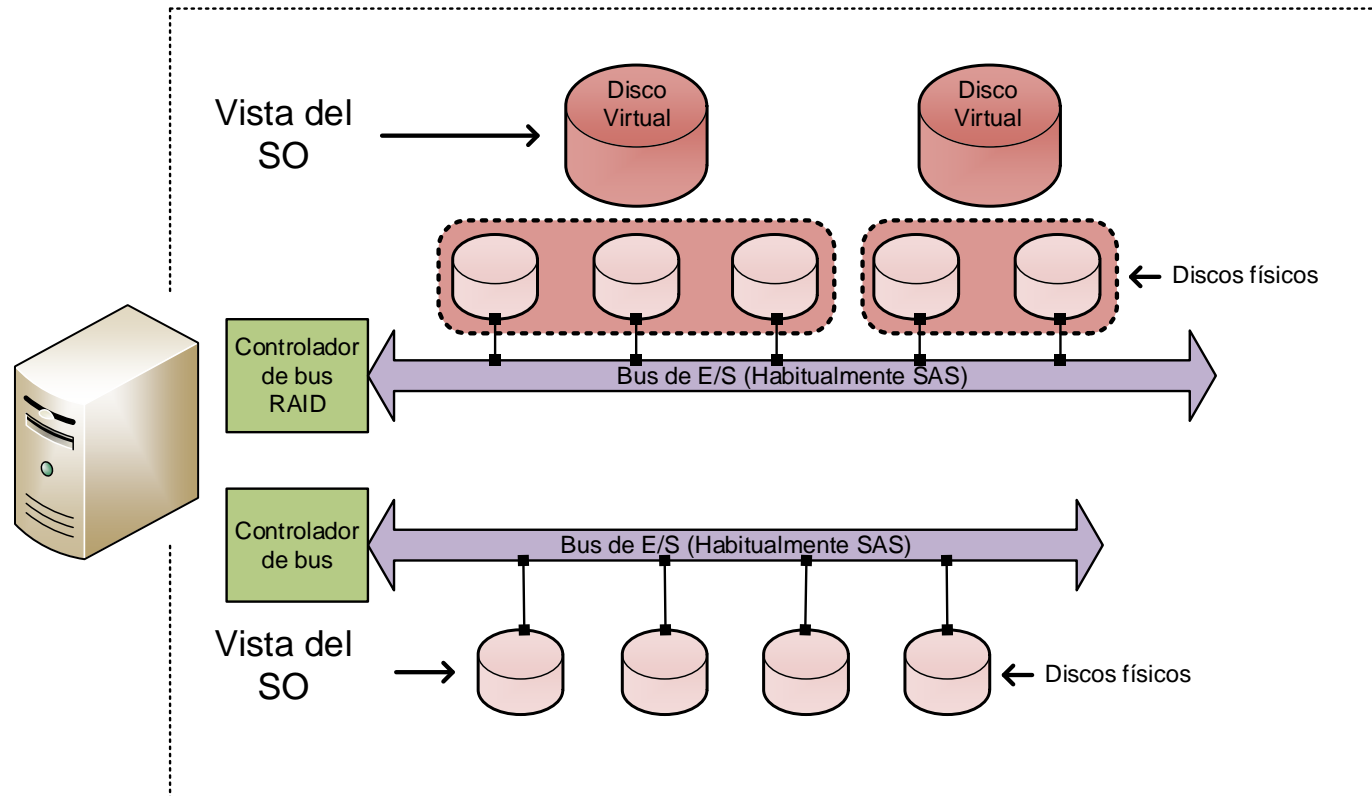 Disco
Virtual
Disco
Virtual
Vista del
SO
Discos físicos
Controlador
de bus
RAID
Bus de E/S (Habitualmente SAS)
Controlador
de bus
Bus de E/S (Habitualmente SAS)
Vista del
SO
Discos físicos